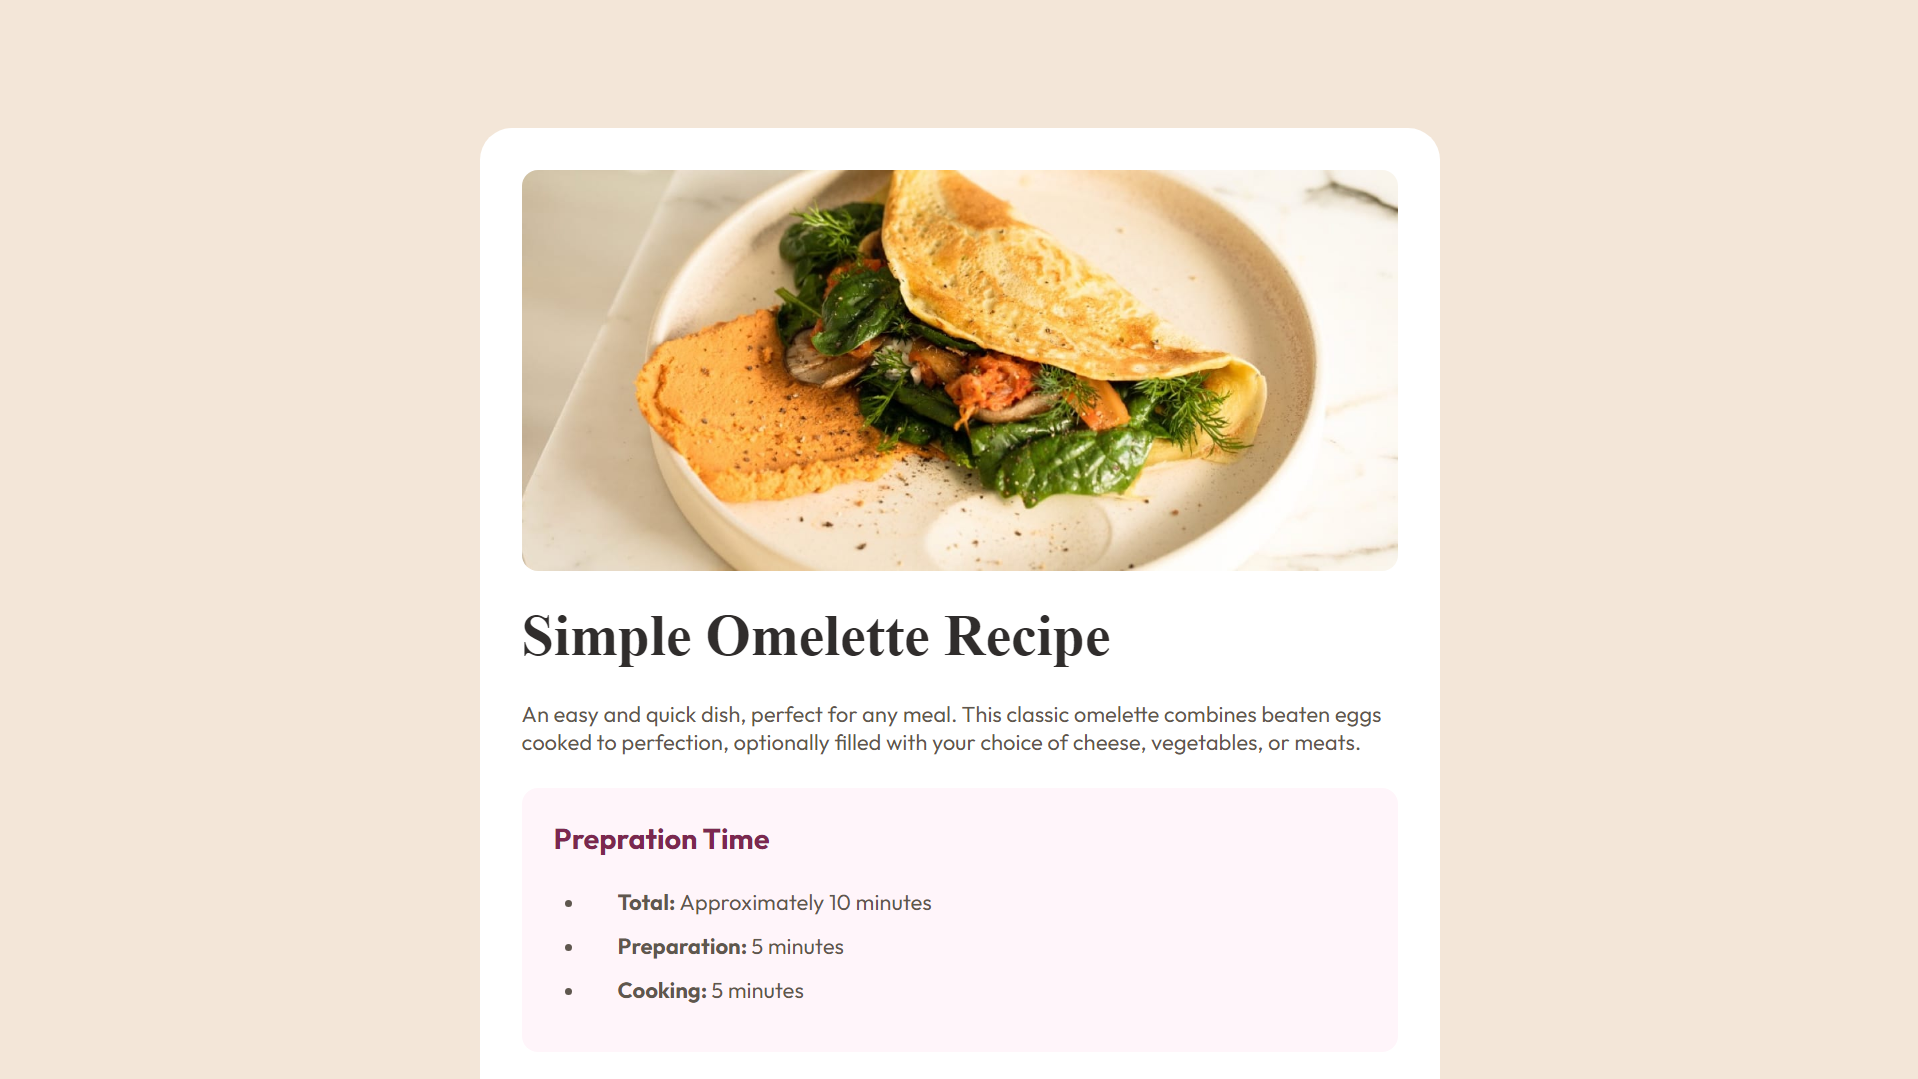 Simple Omelette Recipe
An easy and quick dish, perfect for any meal. This classic omelette combines beaten eggs
cooked to perfection, optionally filled with your choice of cheese, vegetables, or meats.
Prepration Time
• Total: Approximately 10 minutes
• Preparation: 5 minutes
• Cooking: 5 minutes